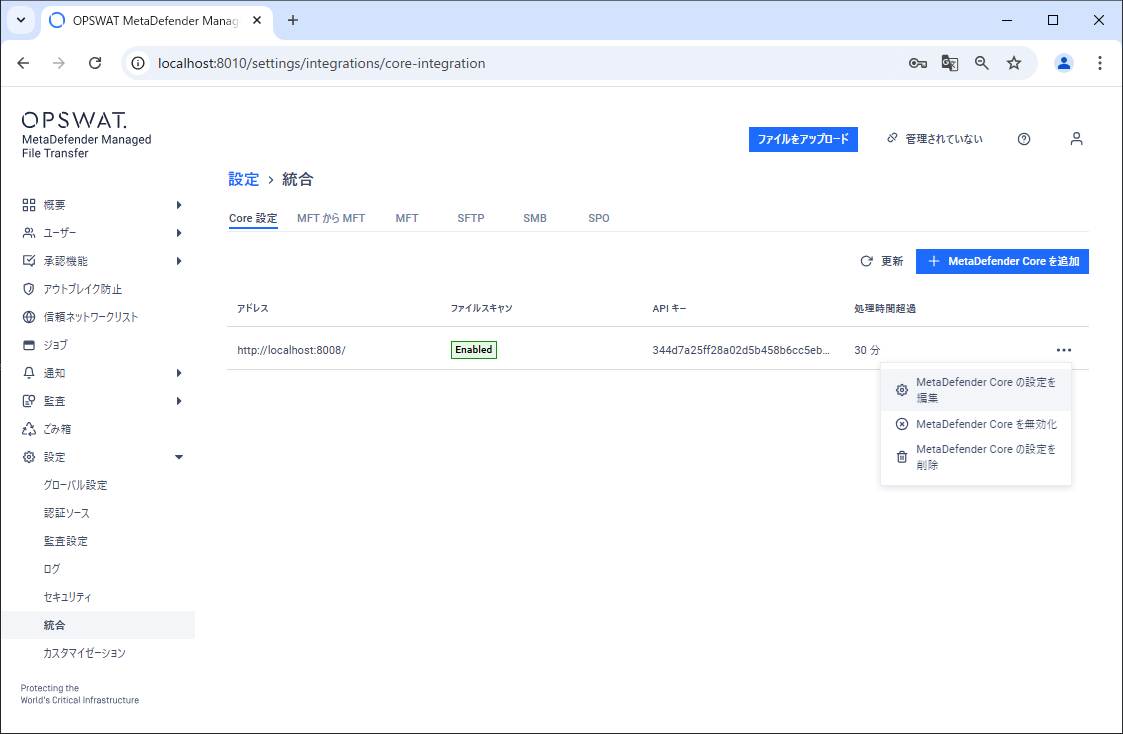 OPSWAT MetaDefender Manag
localhost:8010/settings/integrations/core-integration
OPSWAT.
MetaDefender Managed
File Transfer
ファイルをアップロード
管理されていない
設定 › 統合
Core 設定 MFT から MFT MFT SFTP SMB SPO
更新
MetaDefender Core を追加
アドレス ファイルスキャン API キー 処理時間超過
http://localhost:8008/ Enabled 344d7a25ff28a02d5b458b6cc5eb... 30 分
MetaDefender Core の設定を
編集
MetaDefender Core を無効化
MetaDefender Core の設定を
削除
概要
ユーザー
承認機能
アウトブレイク防止
信頼ネットワークリスト
ジョブ
通知
監査
ごみ箱
設定
グローバル設定
認証ソース
監査設定
ログ
セキュリティ
統合
カスタマイゼーション
Protecting the
World's Critical Infrastructure